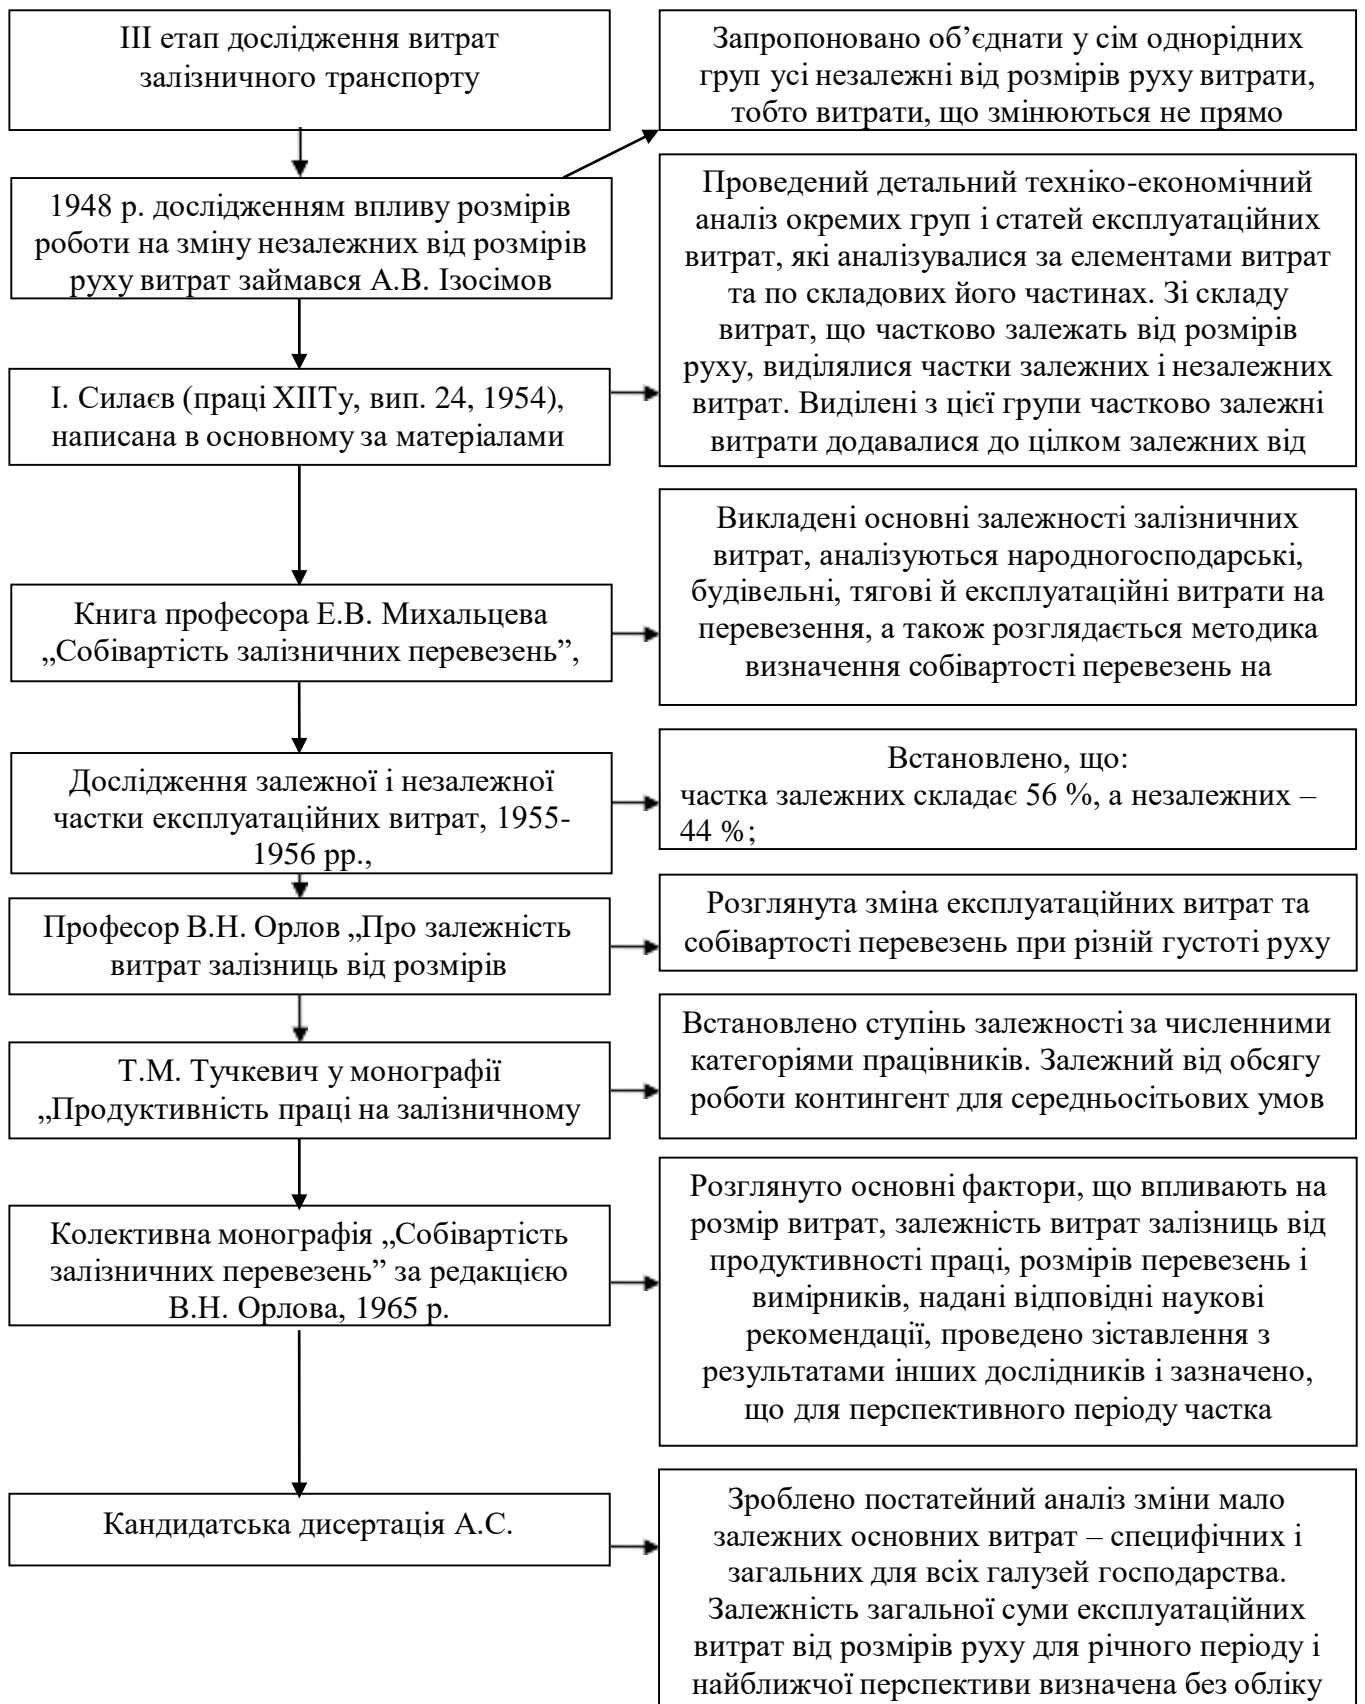 ІІІ етап дослідження витрат
залізничного транспорту
Запропоновано об’єднати у сім однорідних
груп усі незалежні від розмірів руху витрати,
тобто витрати, що змінюються не прямо
1948 р. дослідженням впливу розмірів
роботи на зміну незалежних від розмірів
руху витрат займався А.В. Ізосімов
Проведений детальний техніко-економічний
аналіз окремих груп і статей експлуатаційних
витрат, які аналізувалися за елементами витрат
та по складових його частинах. Зі складу
витрат, що частково залежать від розмірів
руху, виділялися частки залежних і незалежних
витрат. Виділені з цієї групи частково залежні
витрати додавалися до цілком залежних від
І. Силаєв (праці ХІІТу, вип. 24, 1954),
написана в основному за матеріалами
Викладені основні залежності залізничних
витрат, аналізуються народногосподарські,
будівельні, тягові й експлуатаційні витрати на
перевезення, а також розглядається методика
визначення собівартості перевезень на
Книга професора Е.В. Михальцева
„Собівартість залізничних перевезень”,
Дослідження залежної і незалежної
частки експлуатаційних витрат, 1955-
1956 рр.,
Встановлено, що:
частка залежних складає 56 %, а незалежних –
44 %;
Професор В.Н. Орлов „Про залежність
витрат залізниць від розмірів
Розглянута зміна експлуатаційних витрат та
собівартості перевезень при різній густоті руху
Т.М. Тучкевич у монографії
„Продуктивність праці на залізничному
Встановлено ступінь залежності за численними
категоріями працівників. Залежний від обсягу
роботи контингент для середньосітьових умов
Колективна монографія „Собівартість
залізничних перевезень” за редакцією
В.Н. Орлова, 1965 р.
Розглянуто основні фактори, що впливають на
розмір витрат, залежність витрат залізниць від
продуктивності праці, розмірів перевезень і
вимірників, надані відповідні наукові
рекомендації, проведено зіставлення з
результатами інших дослідників і зазначено,
що для перспективного періоду частка
Кандидатська дисертація А.С.
Зроблено постатейний аналіз зміни мало
залежних основних витрат – специфічних і
загальних для всіх галузей господарства.
Залежність загальної суми експлуатаційних
витрат від розмірів руху для річного періоду і
найближчої перспективи визначена без обліку